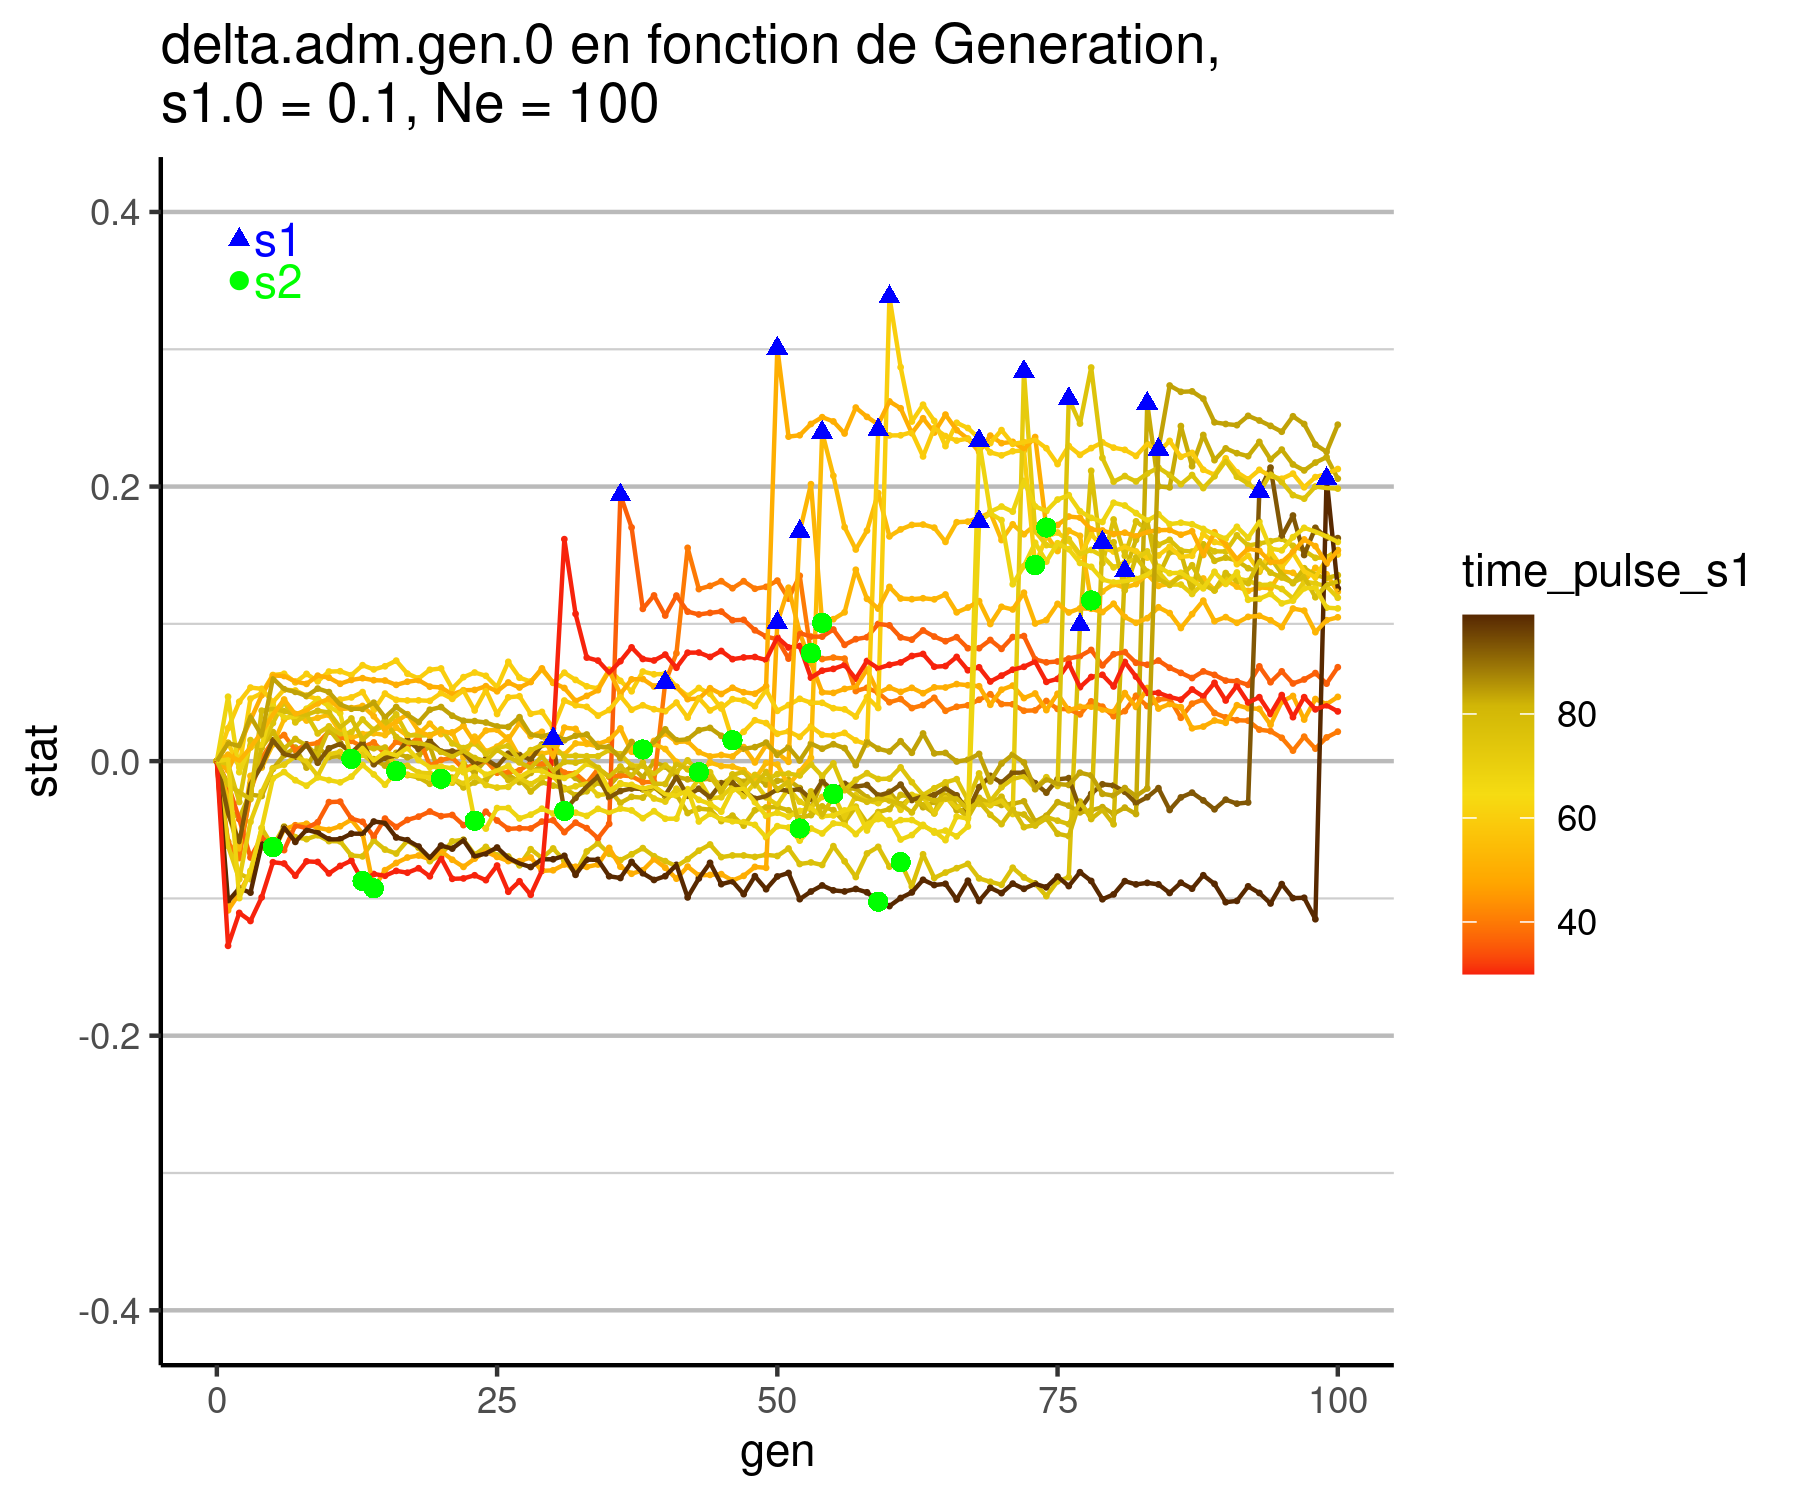 delta.adm.gen.0 en fonction de Generation,
s1.0 = 0.1, Ne = 100
s1
s2
0.4
0.2
0.0
-0.2
-0.4
stat
0
25
50
75
100
gen
time_pulse_s1
80
60
40